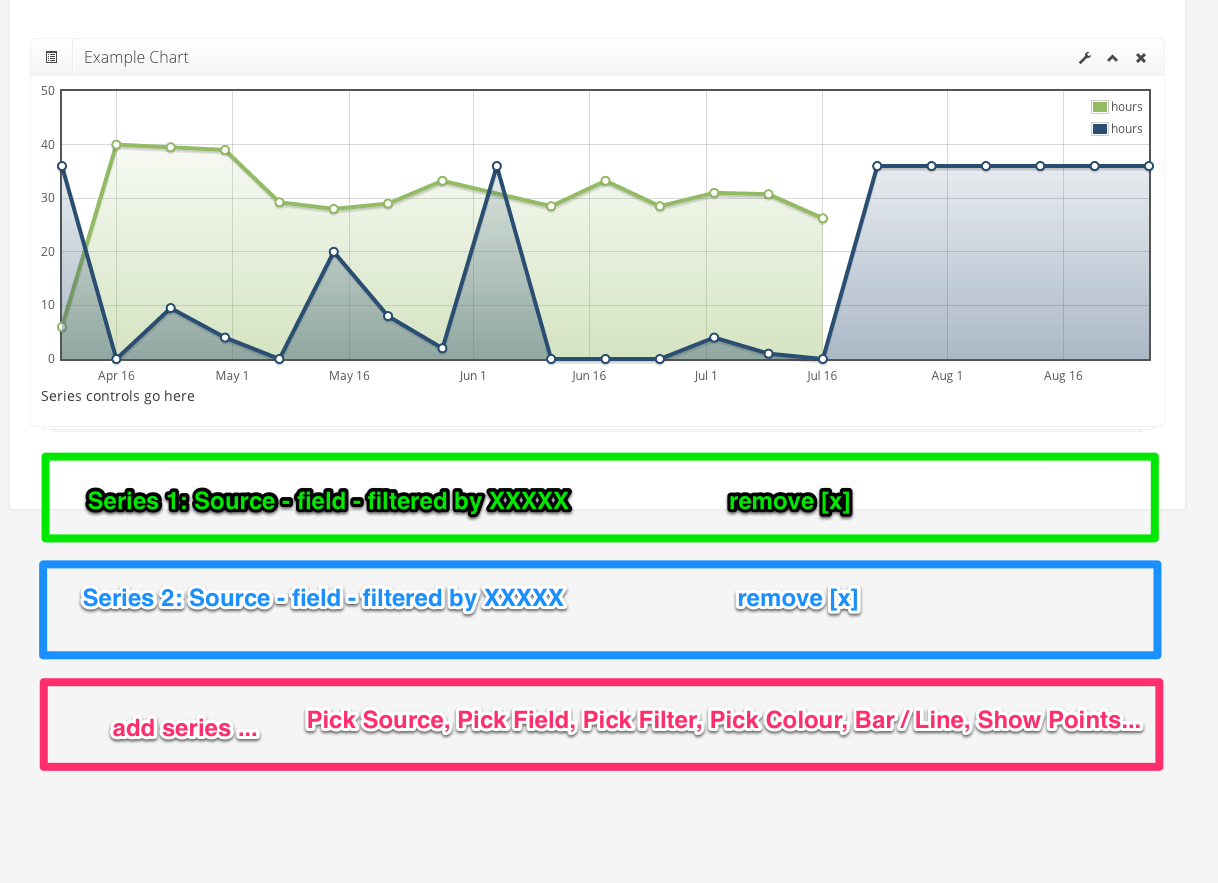 Example Chart
50
40
30
20
10
0
hours
hours
Apr 16 May 1 May 16 Jun 1 Jun 16 Jul 1 Jul 16 Aug 1 Aug 16
Series controls go here
Series 1: Source - field - filtered by XXXXX remove [x]
Series 2: Source - field - filtered by XXXXX remove [x]
add series ... Pick Source, Pick Field, Pick Filter, Pick Colour, Bar / Line, Show Points...